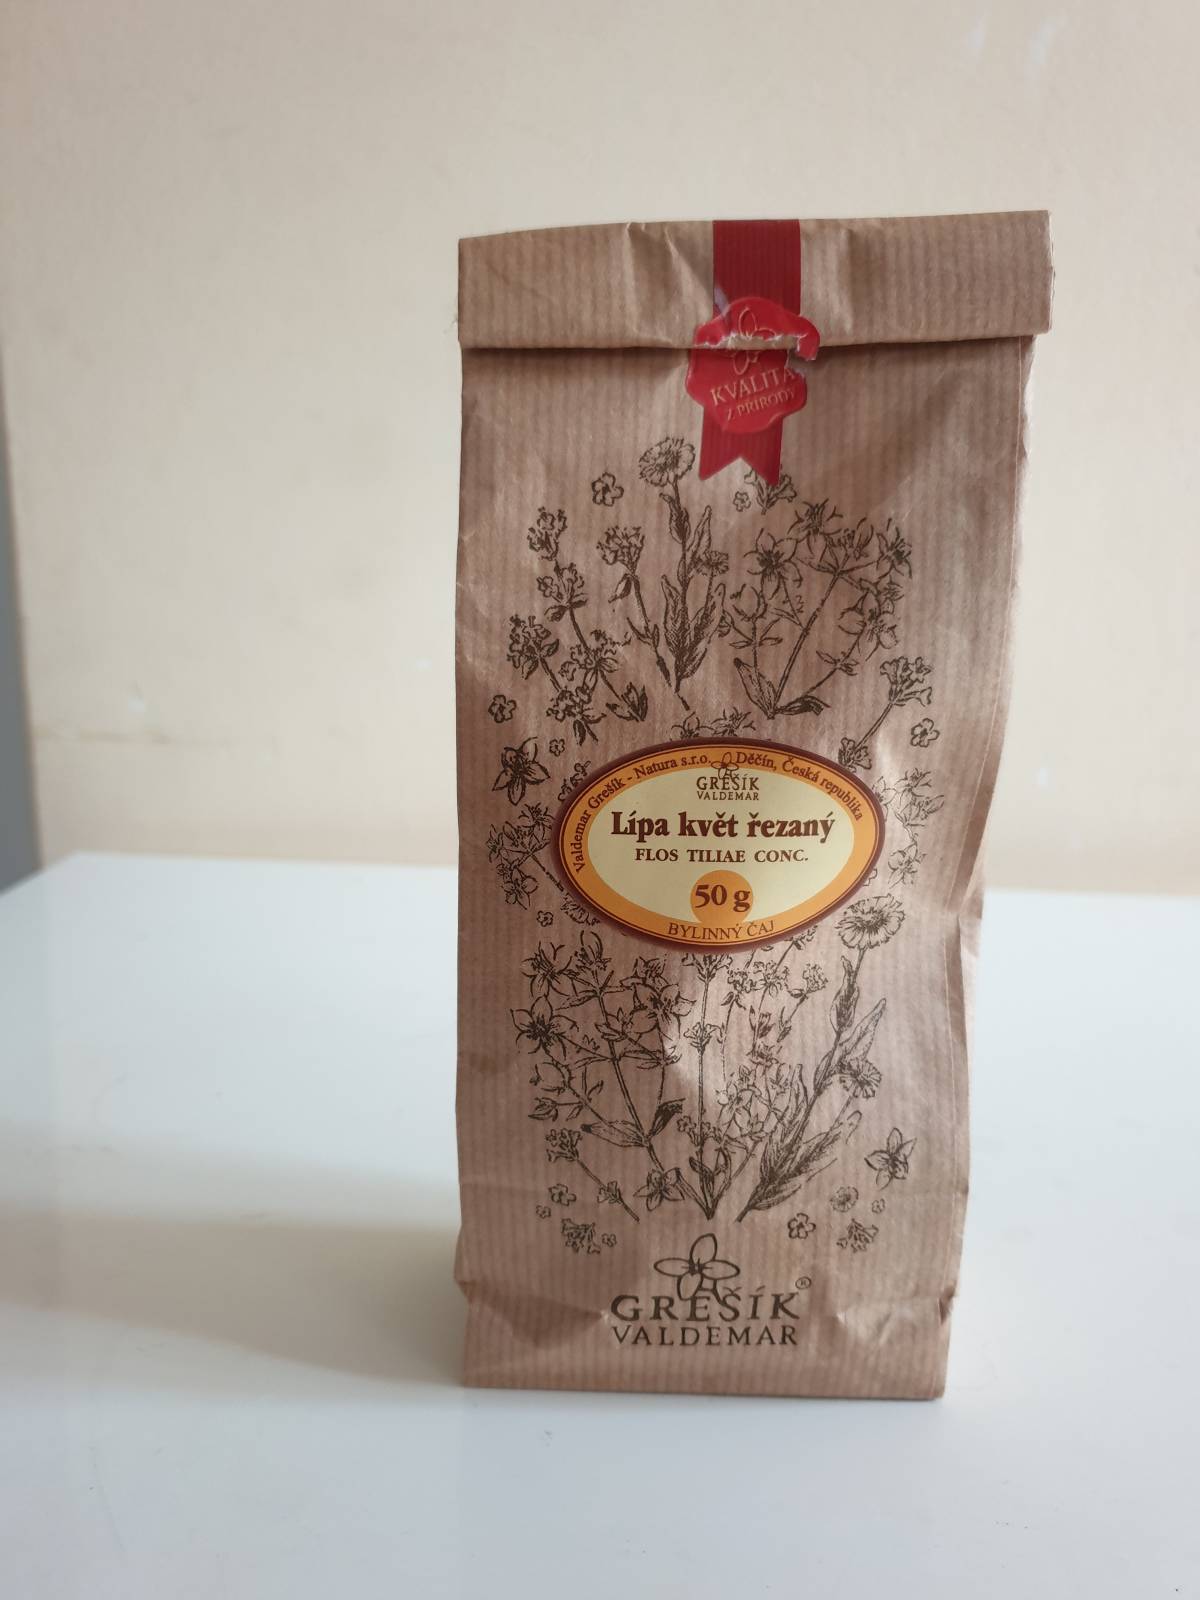 KVALITA
Z PŘÍRODY
Valdemar Grešík - Natura s.r.o. Děčín, Česká republika
GREŠÍK
VALDEMAR
Lípa květ řezaný
FLOS TILIAE CONC.
50 g
BYLINNÝ ČAJ
GREŠÍK®
VALDEMAR